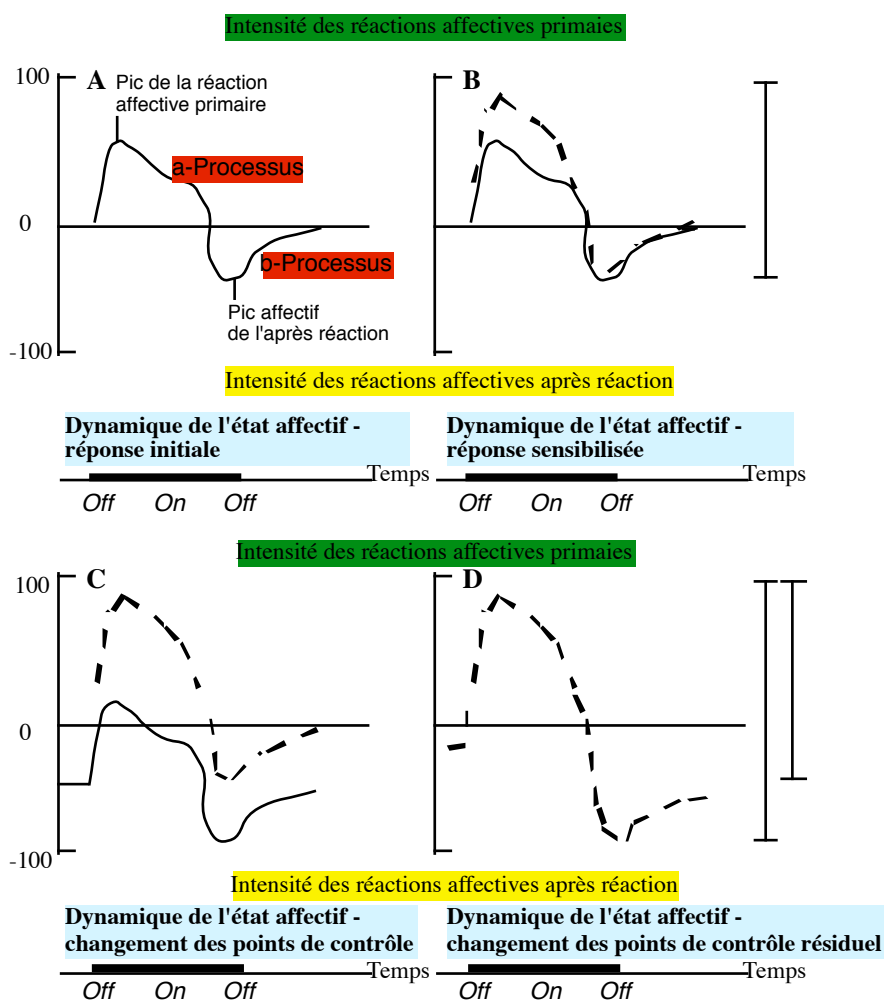 Intensité des réactions affectives primaies
100
A
Pic de la réaction
affective primaire
a-Processus
B
0
b-Processus
Pic affectif
de l'après réaction
-100
Intensité des réactions affectives après réaction
Dynamique de l'état affectif -
réponse initiale
Temps
Off On Off
Dynamique de l'état affectif -
réponse sensibilisée
Temps
Off On Off
Intensité des réactions affectives primaies
100
C
D
0
-100
Intensité des réactions affectives après réaction
Dynamique de l'état affectif -
changement des points de contrôle
Temps
Off On Off
Dynamique de l'état affectif -
changement des points de contrôle résiduel
Temps
Off On Off